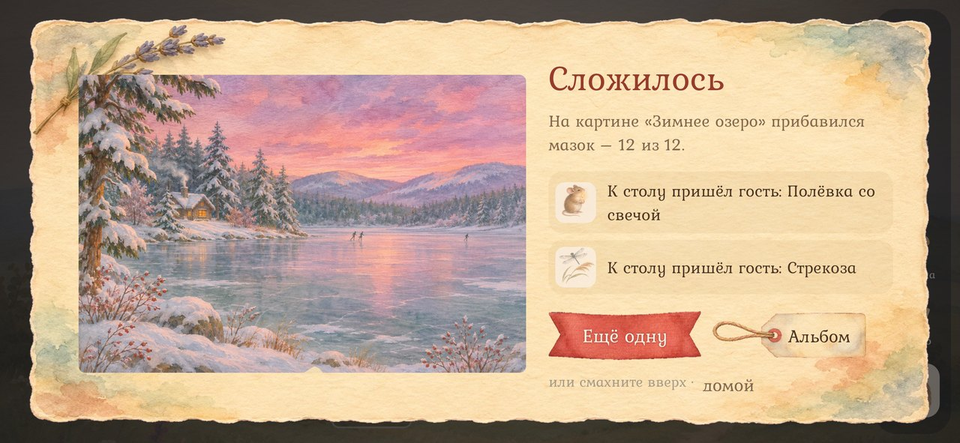 Сложилось
На картине «Зимнее озеро» прибавился
мазок – 12 из 12.
К столу пришёл гость: Полёвка со
свечой
К столу пришёл гость: Стрекоза
Ещё одну
Альбом
или смахните вверх · домой